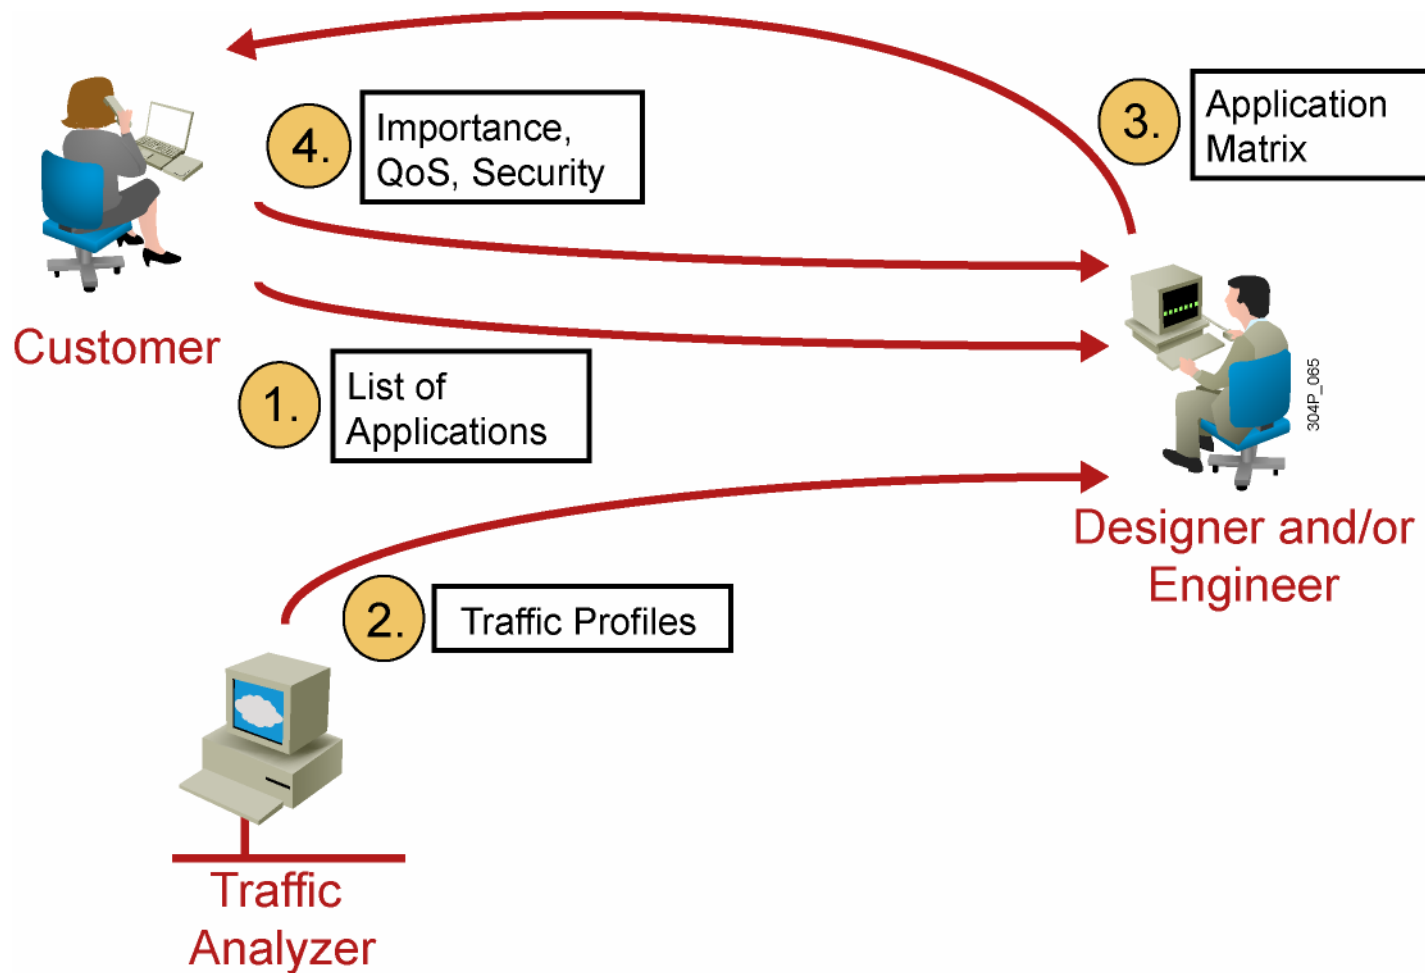 4.
Importance,
QoS, Security
3.
Application
Matrix
Customer
1.
List of
Applications
304P_065
Designer and/or
Engineer
2.
Traffic Profiles
Traffic
Analyzer